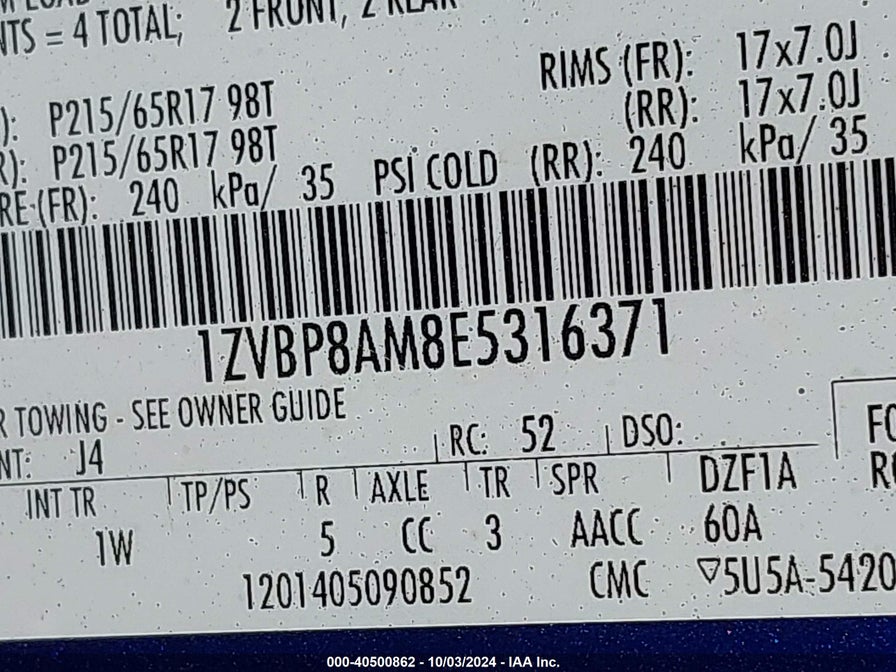 NTS = 4 TOTAL; 2 FRONT, 2 REAR
): P215/65R17 98T RIMS (FR): 17x7.0J
R): P215/65R17 98T (RR): 17x7.0J
RE (FR): 240 kPa/ 35 PSI COLD (RR): 240 kPa/ 35
1ZVBP8AM8E5316371
R TOWING - SEE OWNER GUIDE
NT: J4 RC: 52 DSO: FO
INT TR TP/PS R AXLE TR SPR DZF1A RO
1W 5 CC 3 AACC 60A
1201405090852 CMC ▽5U5A-5420
000-40500862 - 10/03/2024 - IAA Inc.